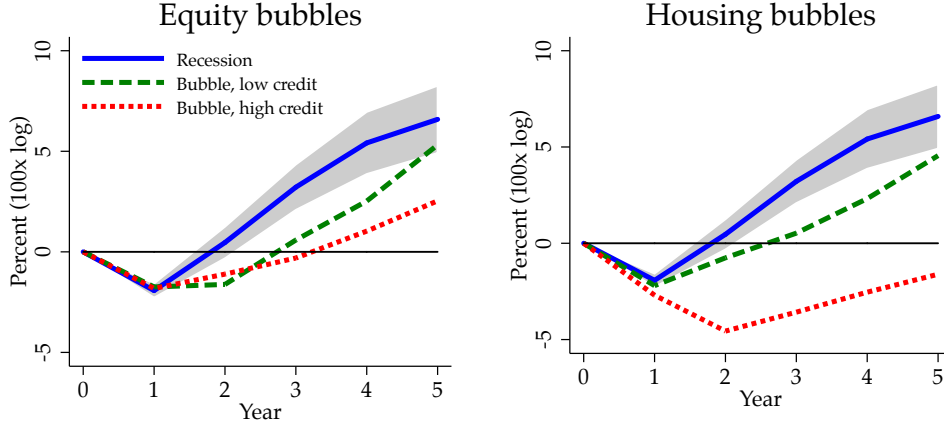 Equity bubbles
Percent (100x log)
10
5
0
-5
Recession
Bubble, low credit
Bubble, high credit
0 1 2 3 4 5
Year
Housing bubbles
Percent (100x log)
10
5
0
-5
0 1 2 3 4 5
Year